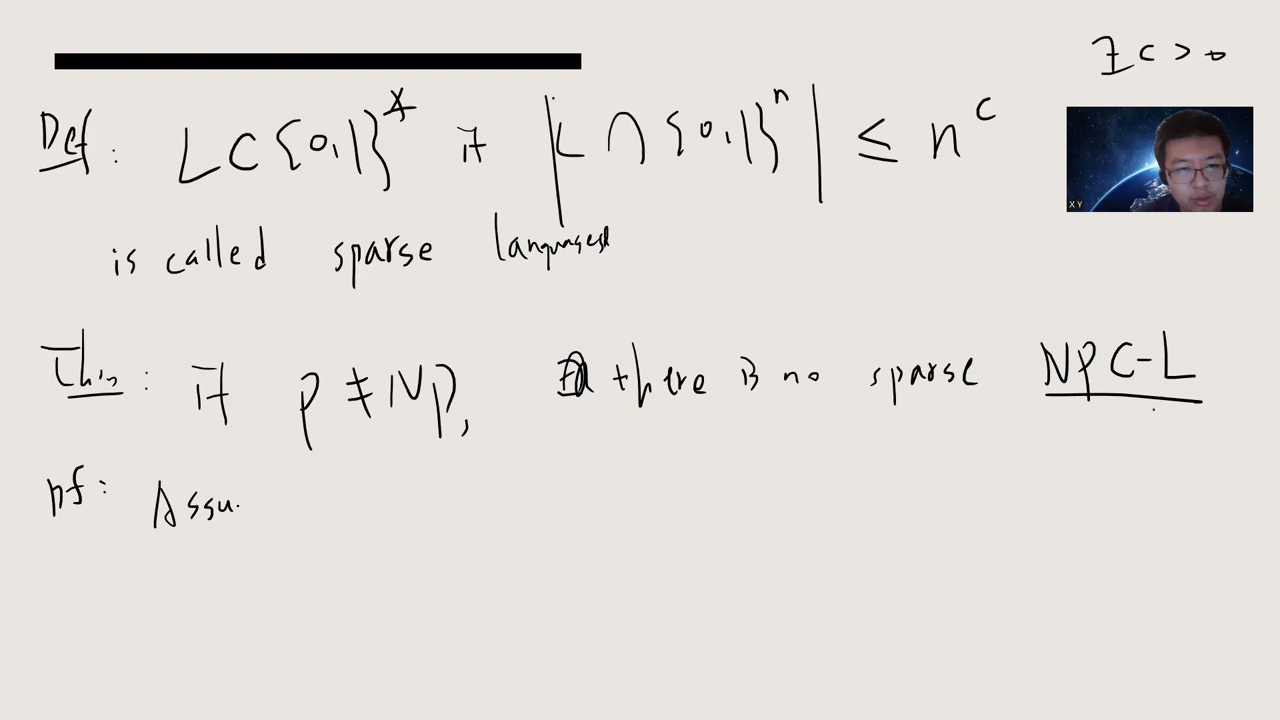 ∃ c > 0
Def: L ⊂ {0,1}* if |L ∩ {0,1}ⁿ| ≤ nᶜ
X Y
is called sparse languages
Thm: if P ≠ NP, there is no sparse NPC-L
pf: Assu.